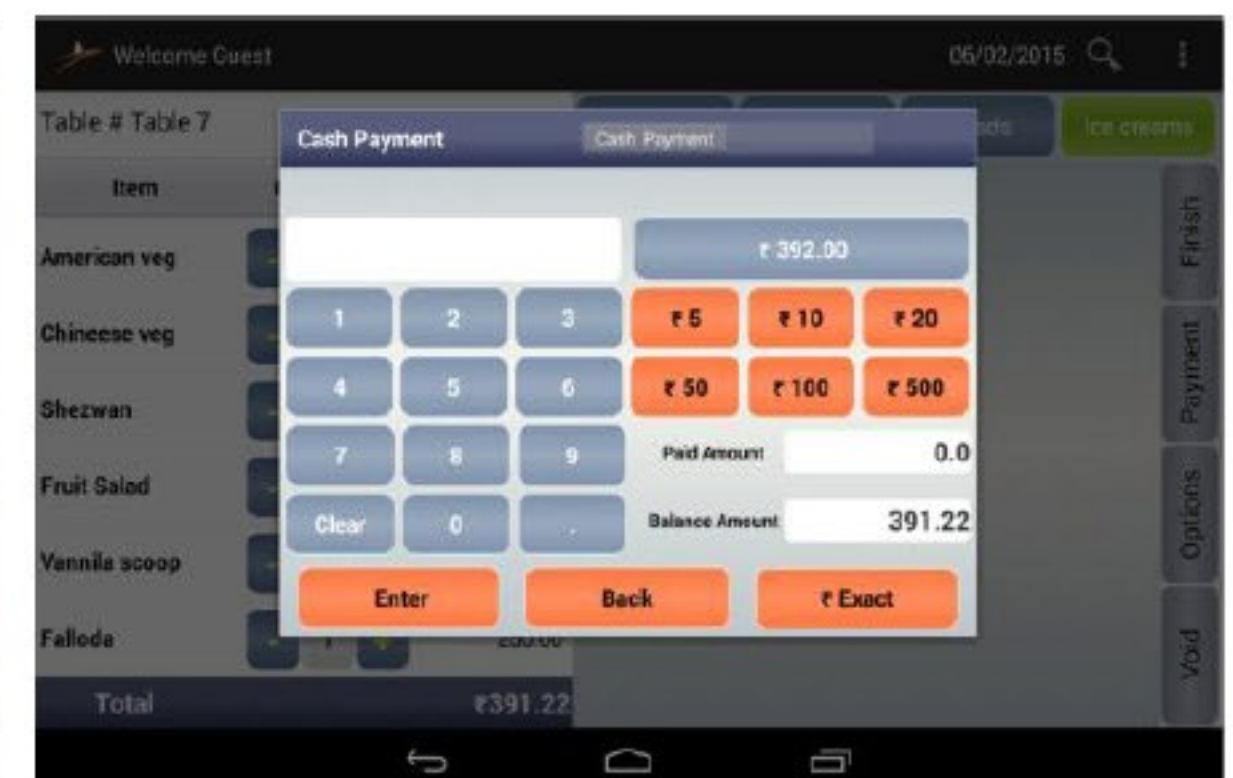 Welcome Guest
06/02/2015
Table # Table 7
Ice creams
Cash Payment
Cash Payment
Item
American veg
Chineese veg
Shezwan
Fruit Salad
Vannila scoop
Falloda
₹ 392.00
1 2 3 ₹ 5 ₹ 10 ₹ 20
4 5 6 ₹ 50 ₹ 100 ₹ 500
7 8 9 Paid Amount 0.0
Clear 0 . Balance Amount 391.22
Enter Back ₹ Exact
Total ₹391.22
Finish
Payment
Options
Void